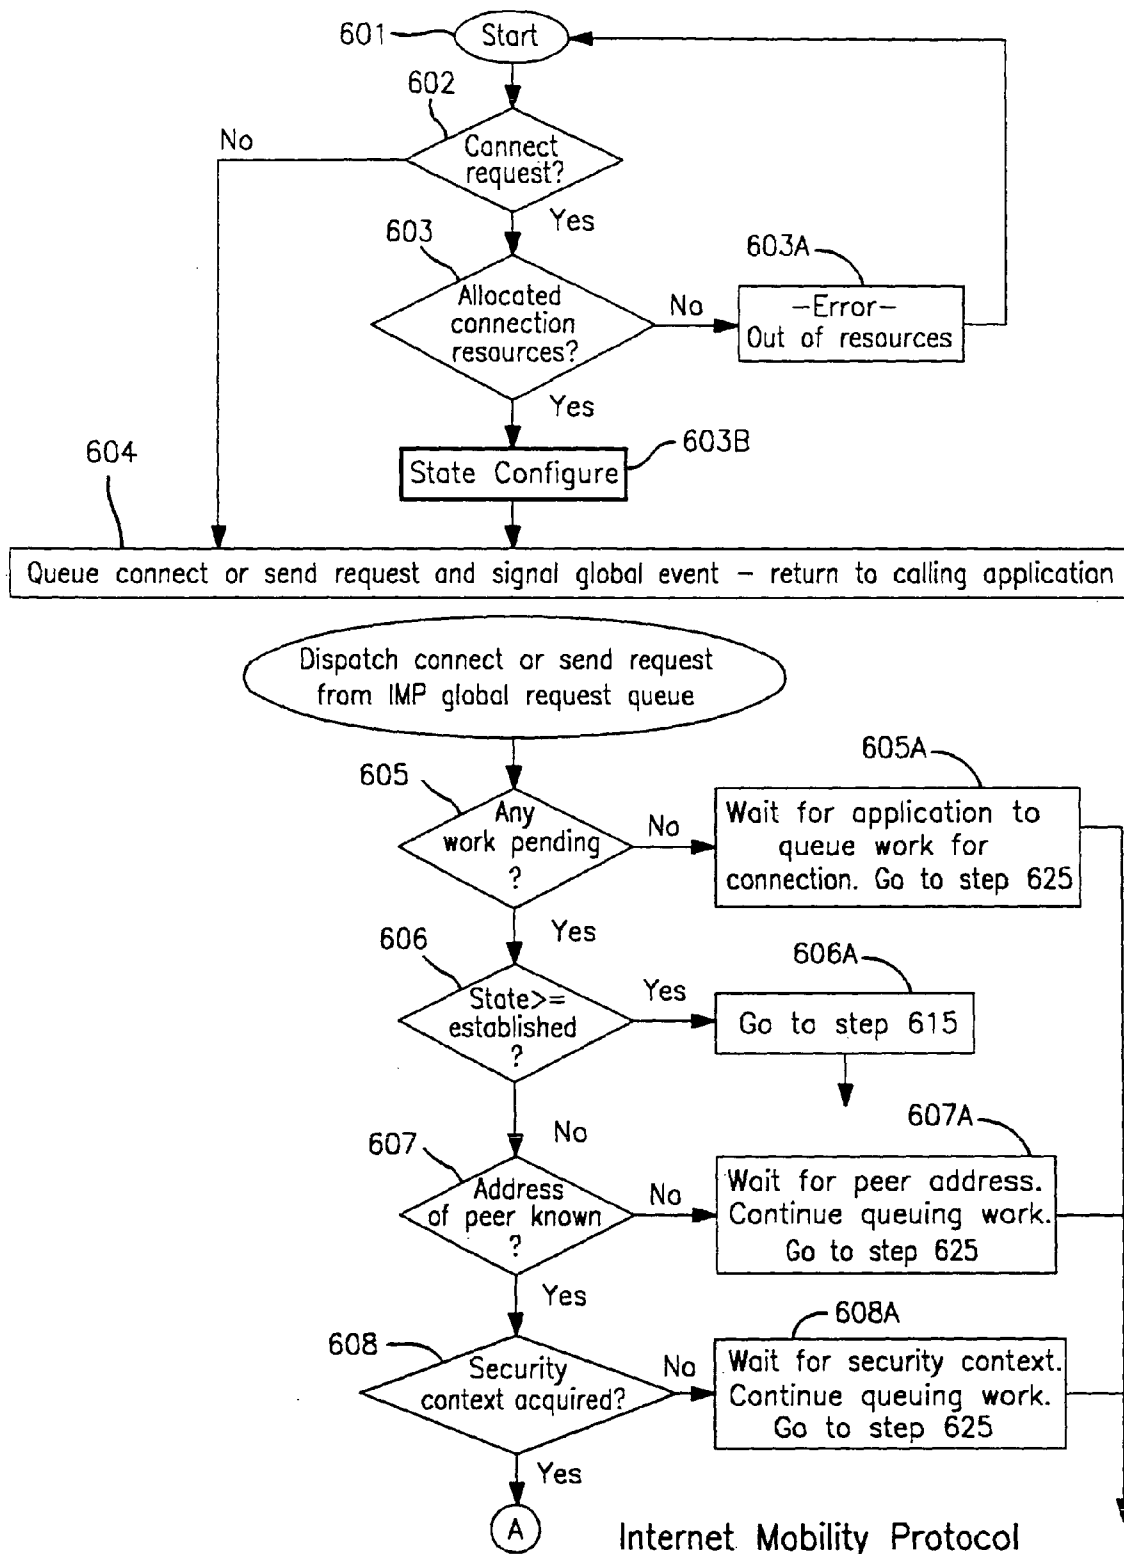 601
Start
602
No
Connect
request?
Yes
603
603A
Allocated
connection
resources?
No
-Error-
Out of resources
Yes
603B
604
State Configure
Queue connect or send request and signal global event - return to calling application
Dispatch connect or send request
from IMP global request queue
605
605A
Any
work pending
?
No
Wait for application to
queue work for
connection. Go to step 625
Yes
606
606A
State>=
established
?
Yes
Go to step 615
No
607
607A
Address
of peer known
?
No
Wait for peer address.
Continue queuing work.
Go to step 625
Yes
608
608A
Security
context acquired?
No
Wait for security context.
Continue queuing work.
Go to step 625
Yes
A
Internet Mobility Protocol